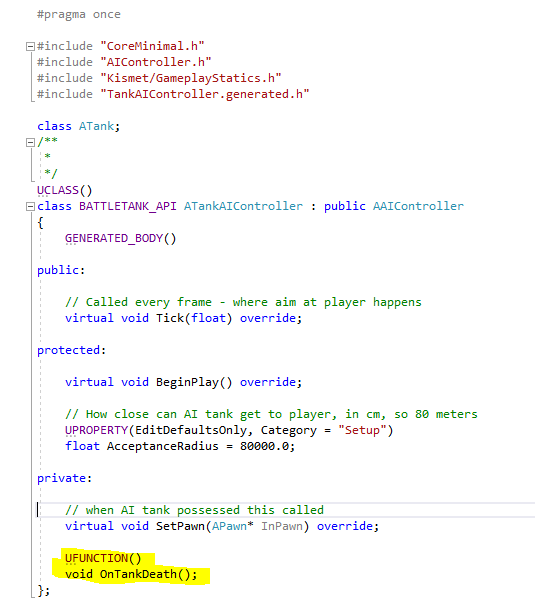 #pragma once
#include "CoreMinimal.h"
#include "AIController.h"
#include "Kismet/GameplayStatics.h"
#include "TankAIController.generated.h"
class ATank;
/**
*
*/
UCLASS()
class BATTLETANK_API ATankAIController : public AAIController
{
GENERATED_BODY()
public:
// Called every frame - where aim at player happens
virtual void Tick(float) override;
protected:
virtual void BeginPlay() override;
// How close can AI tank get to player, in cm, so 80 meters
UPROPERTY(EditDefaultsOnly, Category = "Setup")
float AcceptanceRadius = 80000.0;
private:
// when AI tank possessed this called
virtual void SetPawn(APawn* InPawn) override;
UFUNCTION()
void OnTankDeath();
};